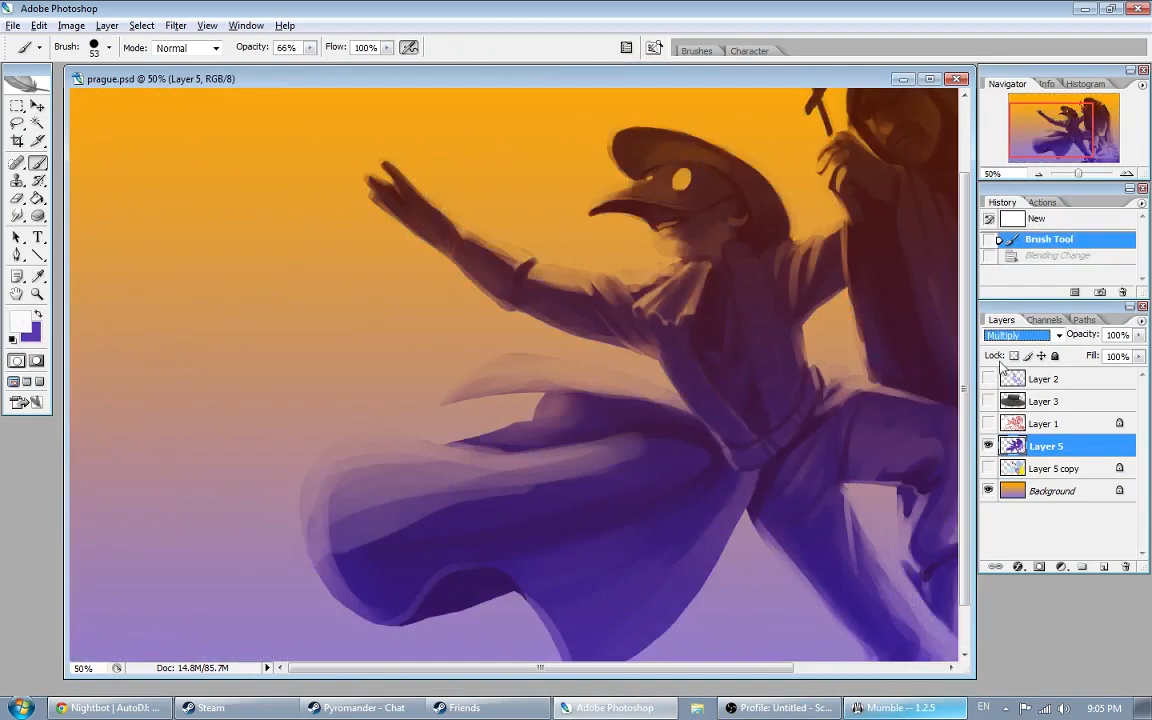 Adobe Photoshop
File Edit Image Layer Select Filter View Window Help
Brush: 53 Mode: Normal Opacity: 66% Flow: 100% Brushes Character
prague.psd @ 50% (Layer 5, RGB/8)
Navigator Info Histogram
50%
History Actions
New
Brush Tool
Blending Change
Layers Channels Paths
Multiply Opacity: 100%
Lock: Fill: 100%
Layer 2
Layer 3
Layer 1
Layer 5
Layer 5 copy
Background
50% Doc: 14.8M/85.7M
Nightbot | AutoDJ: ... Steam Pyromander - Chat Friends Adobe Photoshop Profile: Untitled - Sc... Mumble -- 1.2.5 EN 9:05 PM